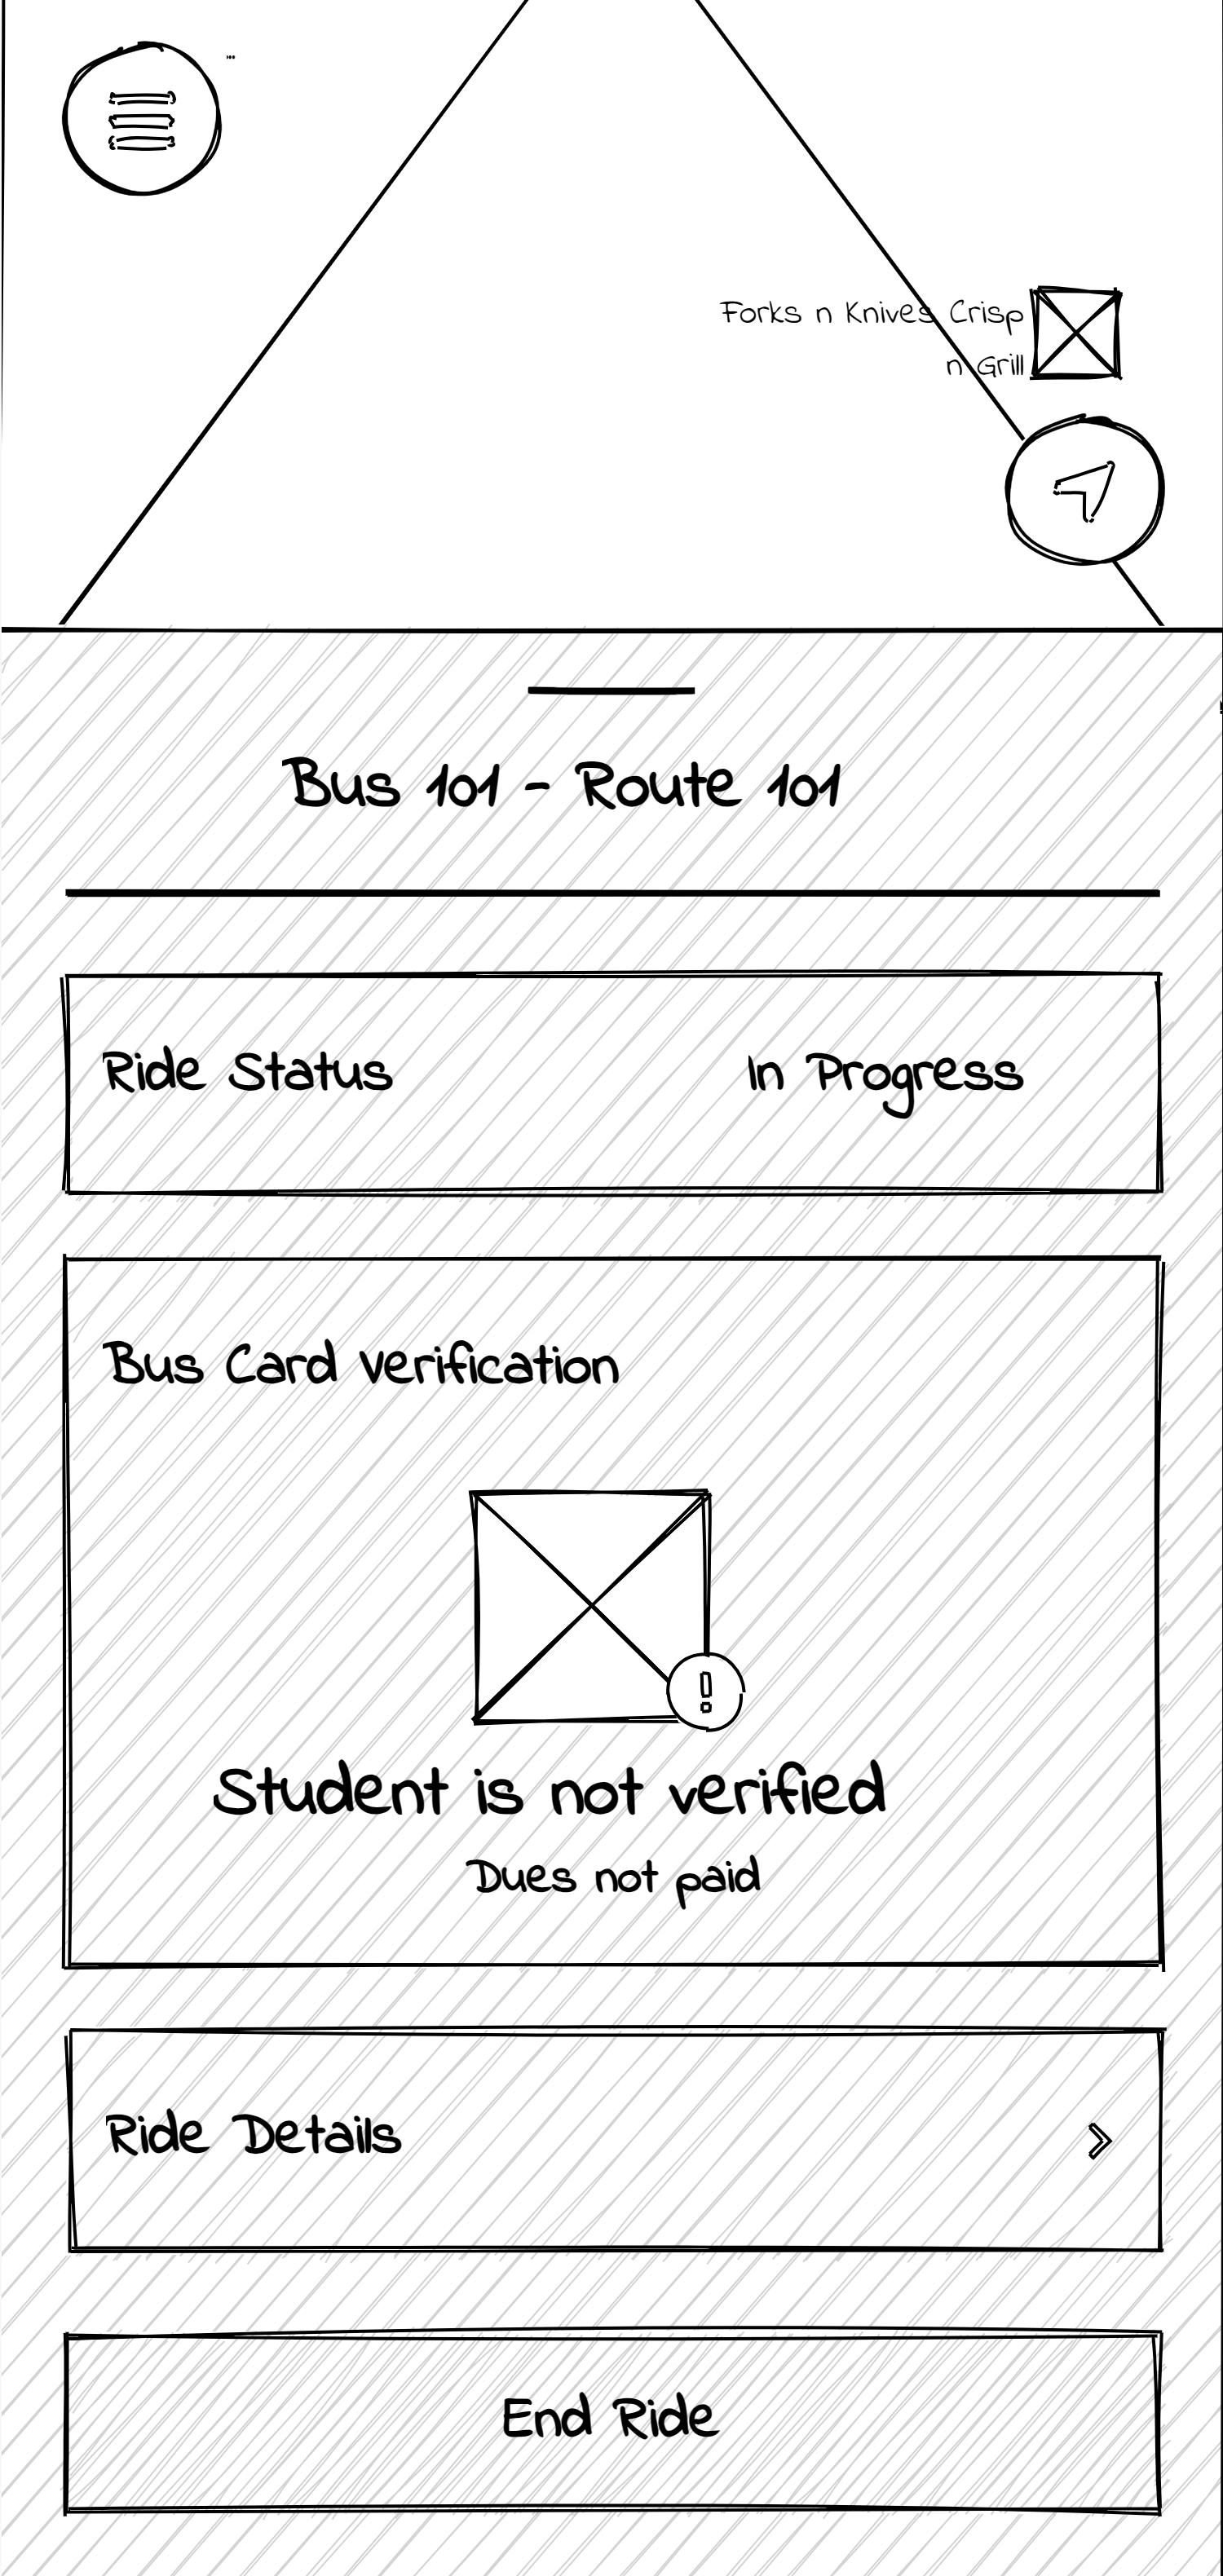 Forks n Knives Crisp
n Grill
Bus 101 - Route 101
Ride Status
In Progress
Bus Card verification
!
Student is not verified
Dues not paid
Ride Details
End Ride